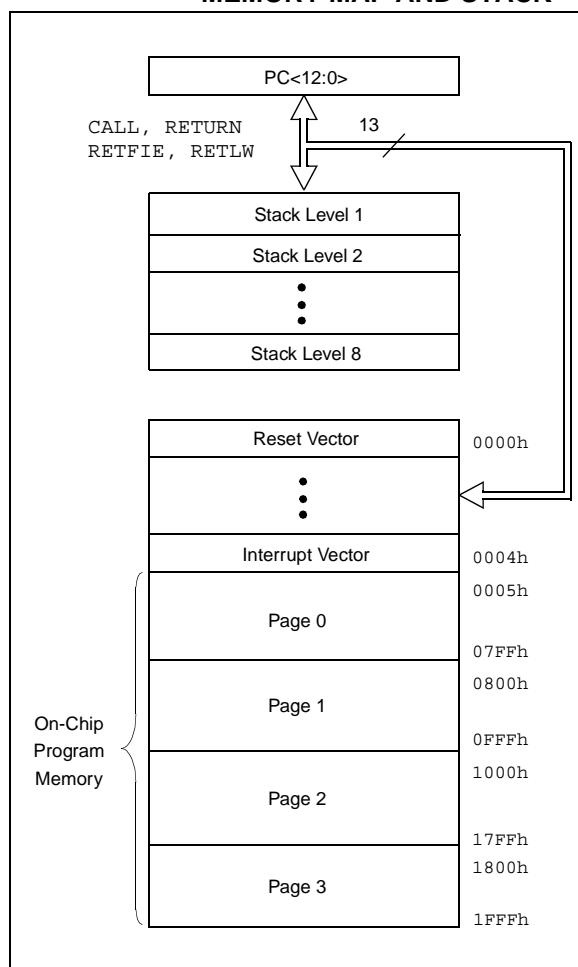 MEMORY MAP AND STACK
PC<12:0>
CALL, RETURN
RETFIE, RETLW
13
Stack Level 1
Stack Level 2
Stack Level 8
Reset Vector
0000h
Interrupt Vector
0004h
0005h
Page 0
07FFh
0800h
Page 1
0FFFh
On-Chip
Program
Memory
1000h
Page 2
17FFh
1800h
Page 3
1FFFh